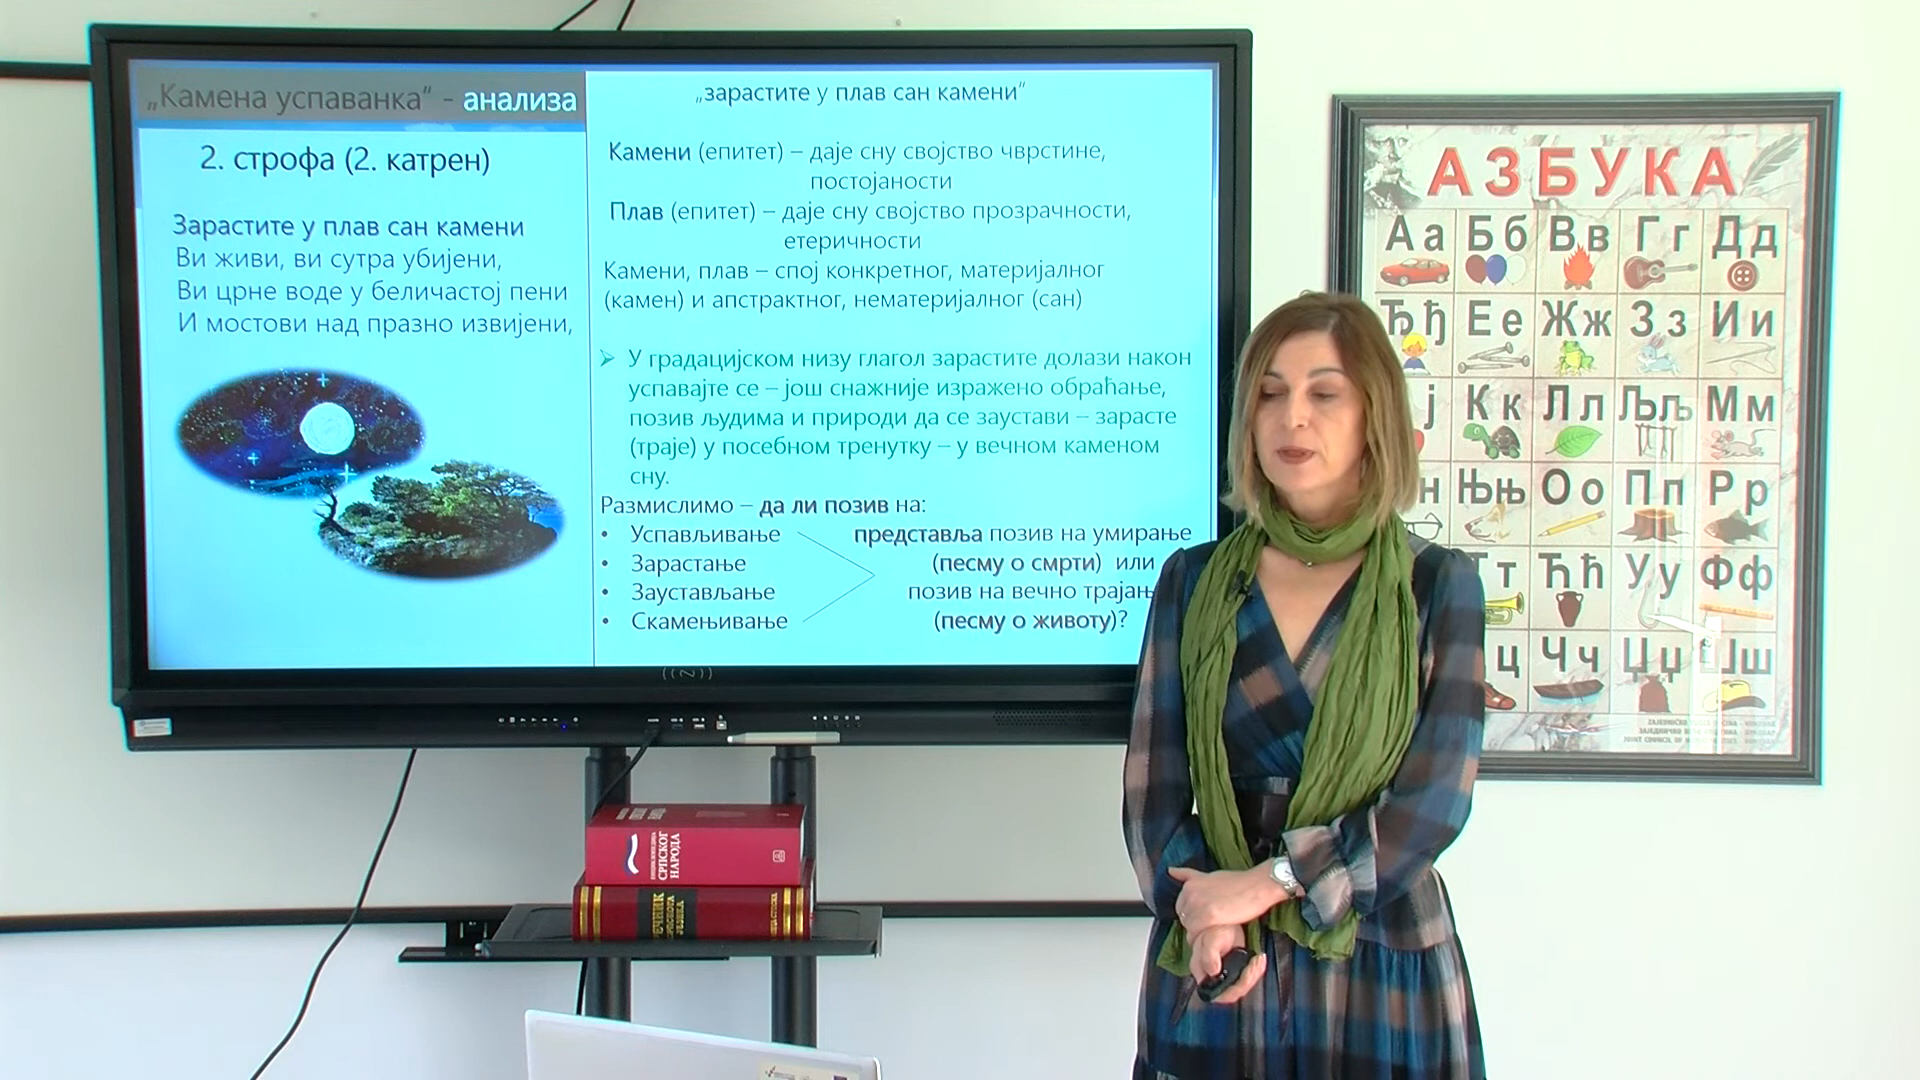 „Камена успаванка“ - анализа
2. строфа (2. катрен)
Зарастите у плав сан камени
Ви живи, ви сутра убијени,
Ви црне воде у беличастој пени
И мостови над празно извијени,
„зарастите у плав сан камени“
Камени (епитет) – даје сну својство чврстине,
постојаности
Плав (епитет) – даје сну својство прозрачности,
етеричности
Камени, плав – спој конкретног, материјалног
(камен) и апстрактног, нематеријалног (сан)
У градацијском низу глагол зарастите долази након
успавајте се – још снажније изражено обраћање,
позив људима и природи да се заустави – зарасте
(траје) у посебном тренутку – у вечном каменом
сну.
Размислимо – да ли позив на:
• Успављивање
• Зарастање
• Заустављање
• Скамењивање
представља позив на умирање
(песму о смрти) или
позив на вечно трајањ
(песму о животу)?
АЗБУКА
Аа Бб Вв Гг Дд
Ђђ Ее Жж Зз Ии
ј Кк Лл Љљ Мм
н Њњ Оо Пп Рр
т Ћћ Уу Фф
ц Чч Џџ Шш
СРПСКОГ
НАРОДА